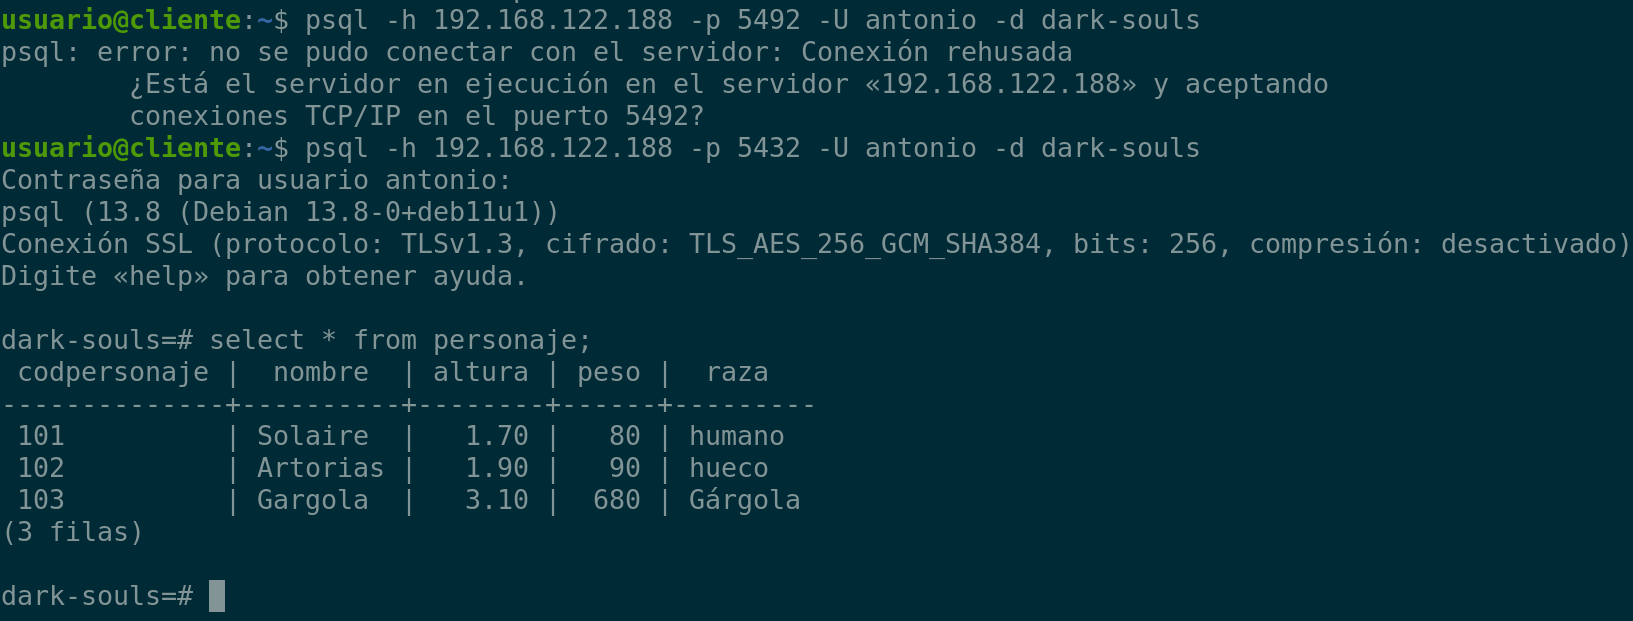 usuario@cliente:~$ psql -h 192.168.122.188 -p 5492 -U antonio -d dark-souls
psql: error: no se pudo conectar con el servidor: Conexión rehusada
        ¿Está el servidor en ejecución en el servidor «192.168.122.188» y aceptando
        conexiones TCP/IP en el puerto 5492?
usuario@cliente:~$ psql -h 192.168.122.188 -p 5432 -U antonio -d dark-souls
Contraseña para usuario antonio:
psql (13.8 (Debian 13.8-0+deb11u1))
Conexión SSL (protocolo: TLSv1.3, cifrado: TLS_AES_256_GCM_SHA384, bits: 256, compresión: desactivado)
Digite «help» para obtener ayuda.

dark-souls=# select * from personaje;
 codpersonaje |  nombre  | altura | peso |  raza
--------------+----------+--------+------+---------
 101          | Solaire  |   1.70 |   80 | humano
 102          | Artorias |   1.90 |   90 | hueco
 103          | Gargola  |   3.10 |  680 | Gárgola
(3 filas)

dark-souls=#